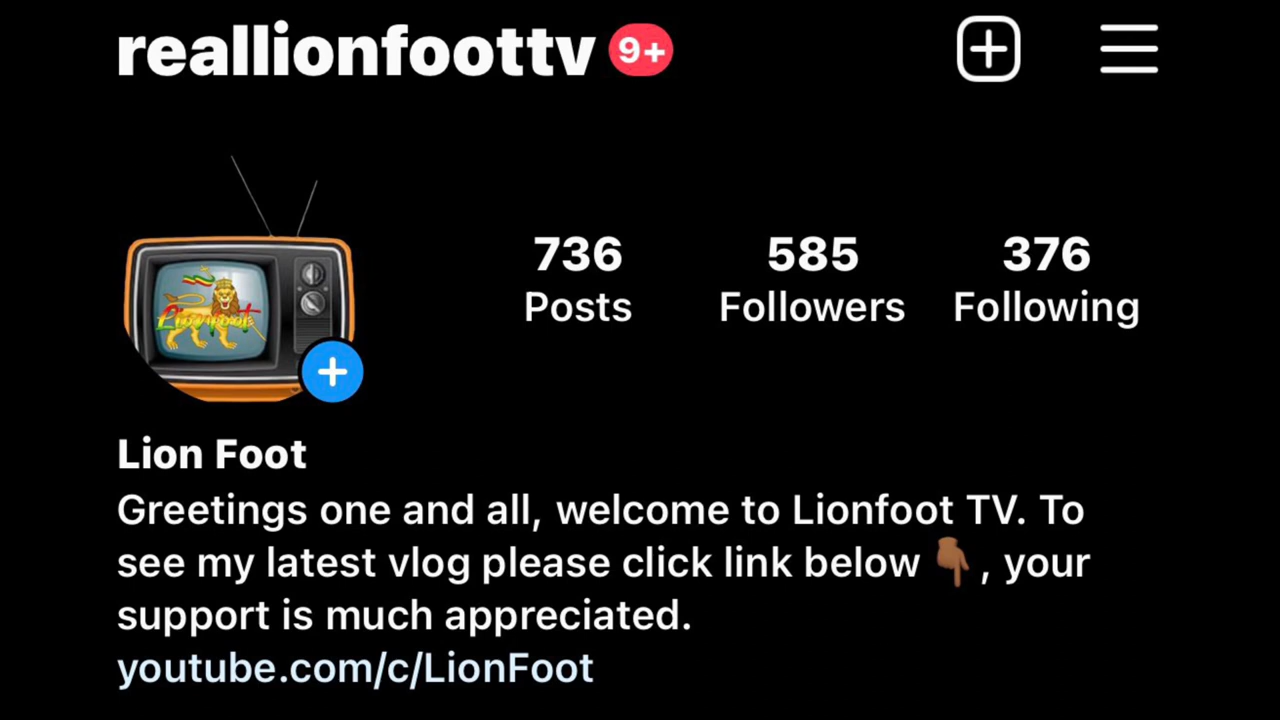 reallionfoottv 9+
Lionfoot
736 585 376
Posts Followers Following
Lion Foot
Greetings one and all, welcome to Lionfoot TV. To
see my latest vlog please click link below 👇🏾, your
support is much appreciated.
youtube.com/c/LionFoot